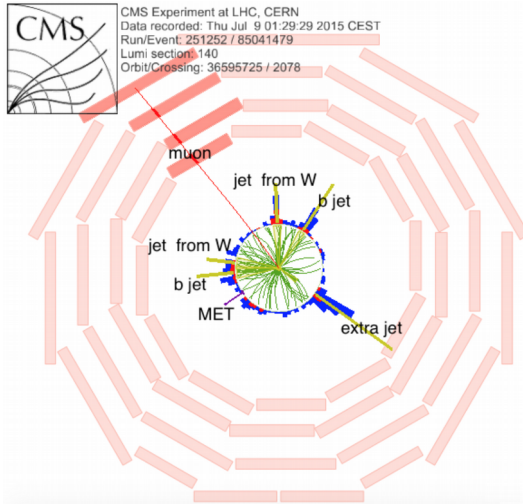 CMS
CMS Experiment at LHC, CERN
Data recorded: Thu Jul 9 01:29:29 2015 CEST
Run/Event: 251252 / 85041479
Lumi section: 140
Orbit/Crossing: 36595725 / 2078
muon
jet from W
b jet
jet from W
b jet
MET
extra jet